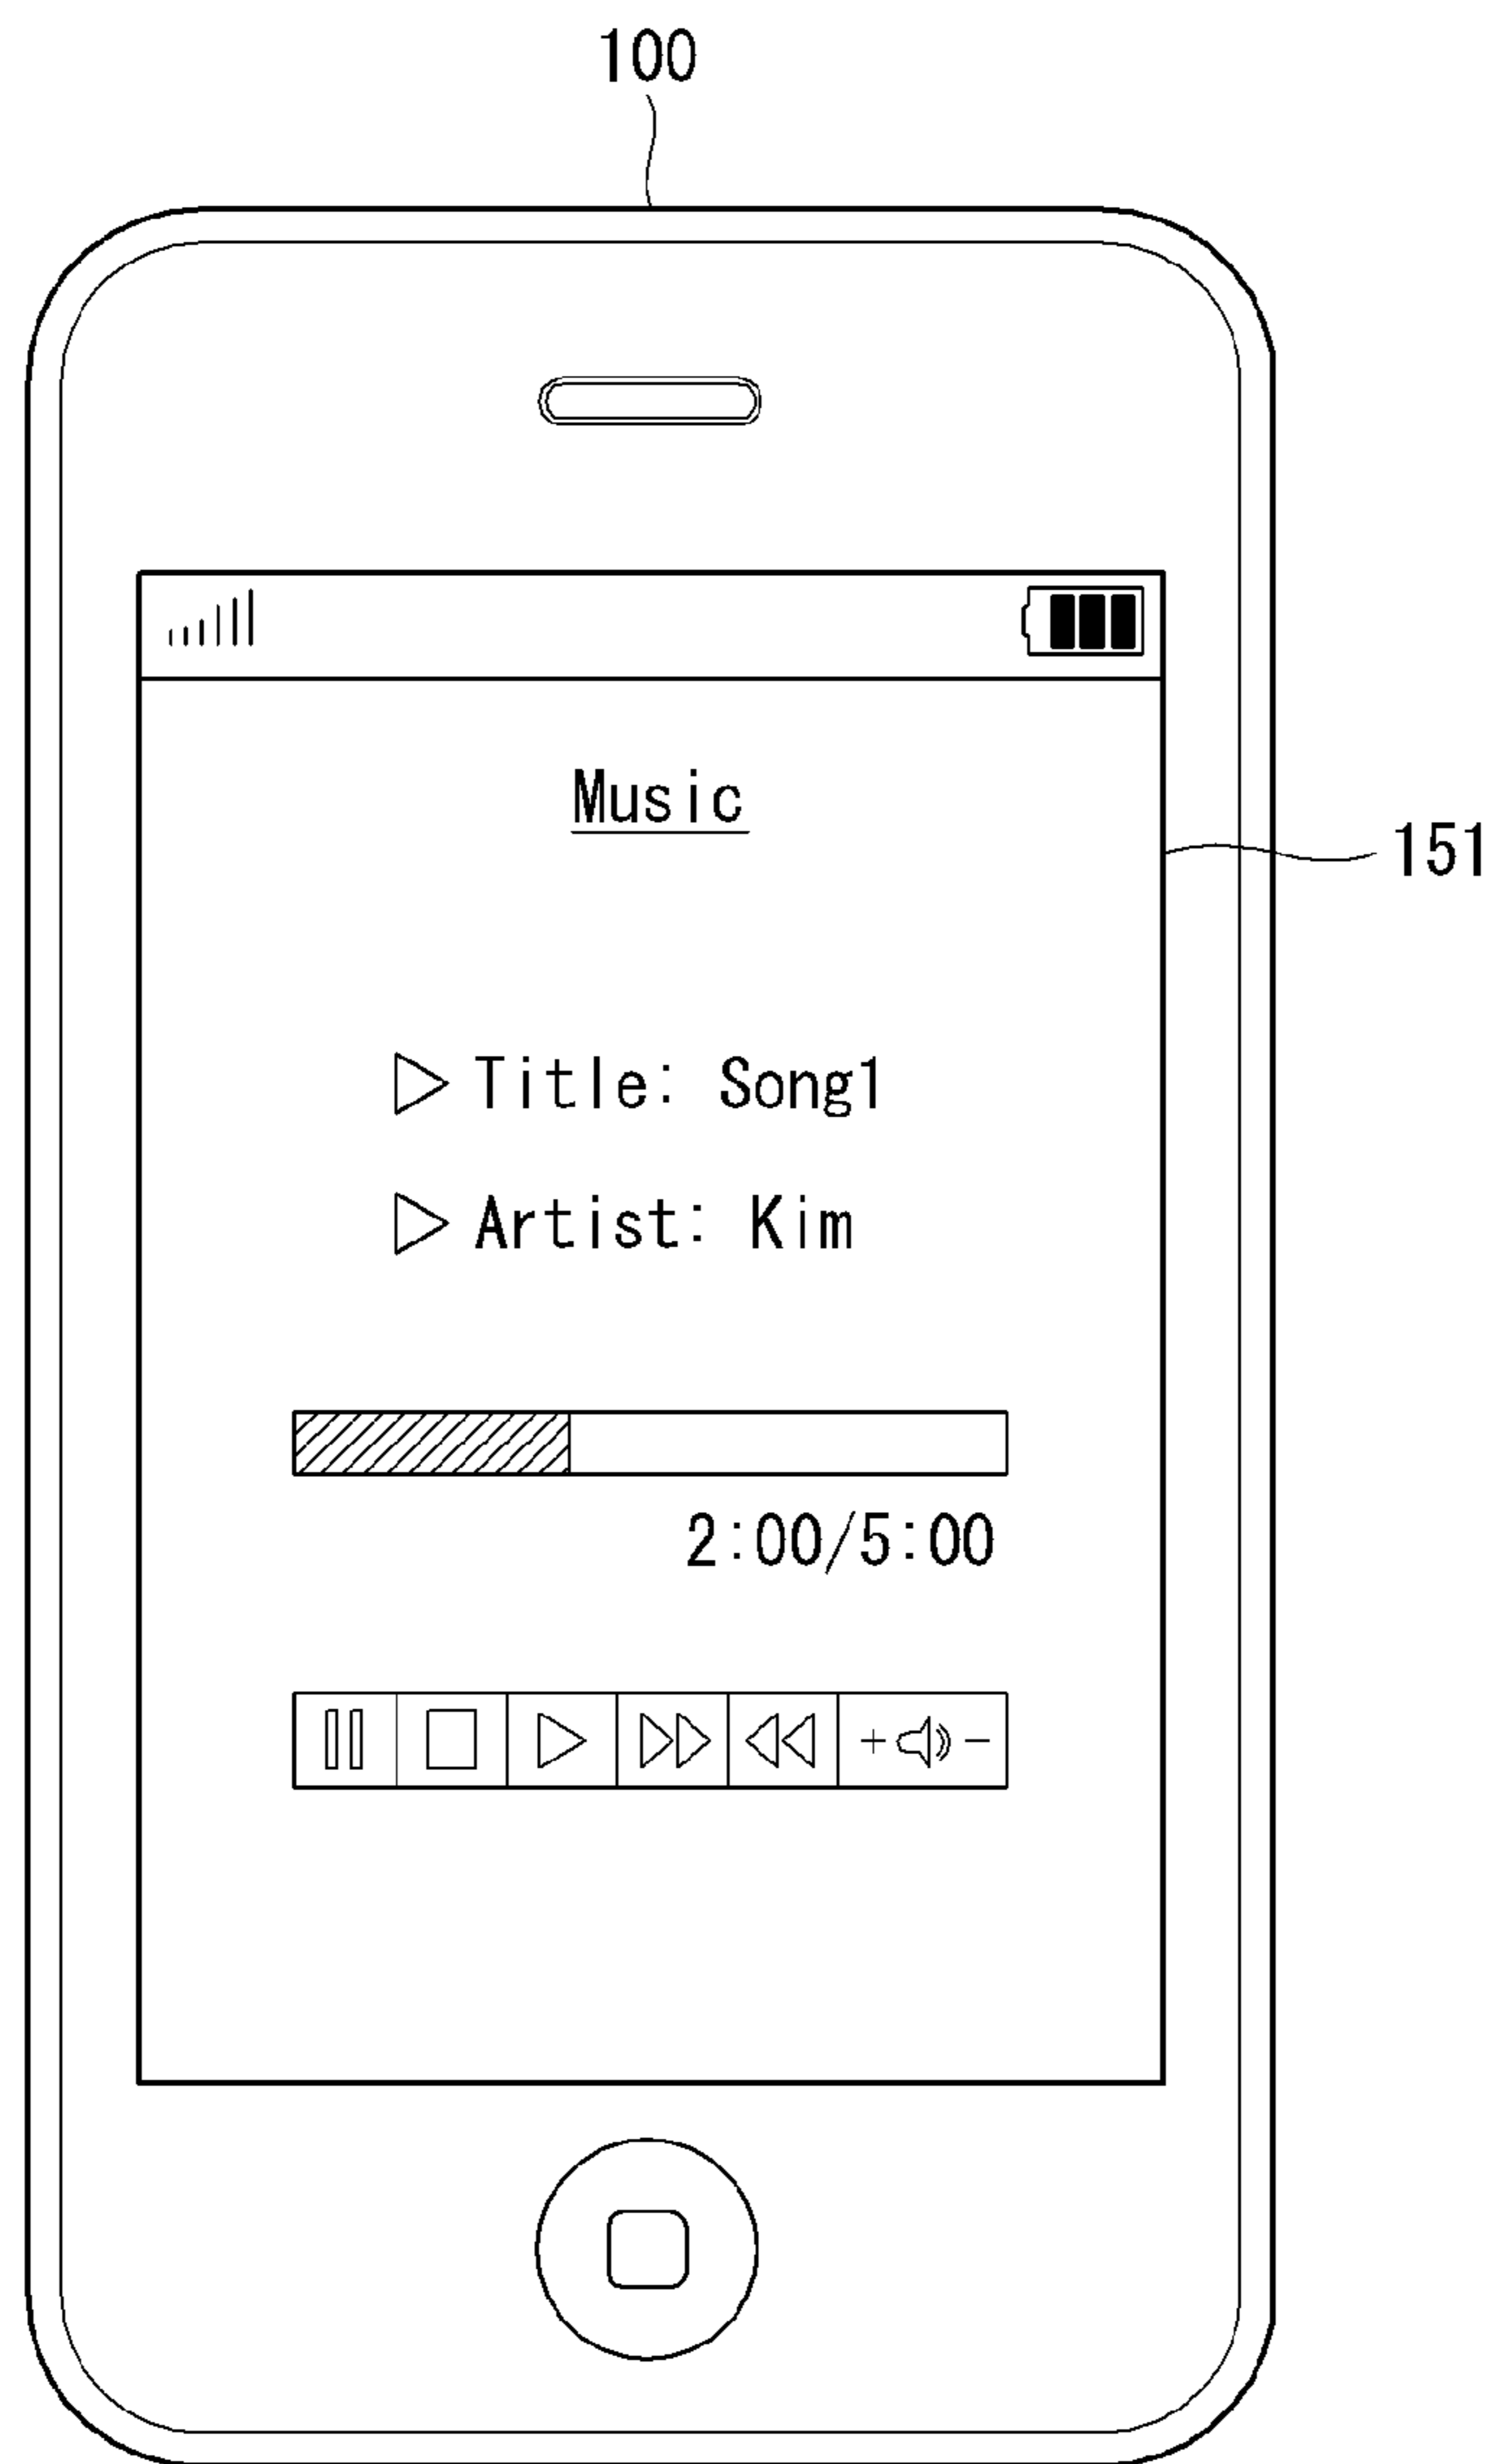 100
Music
151
Title: Song1
Artist: Kim
2:00/5:00
+ −